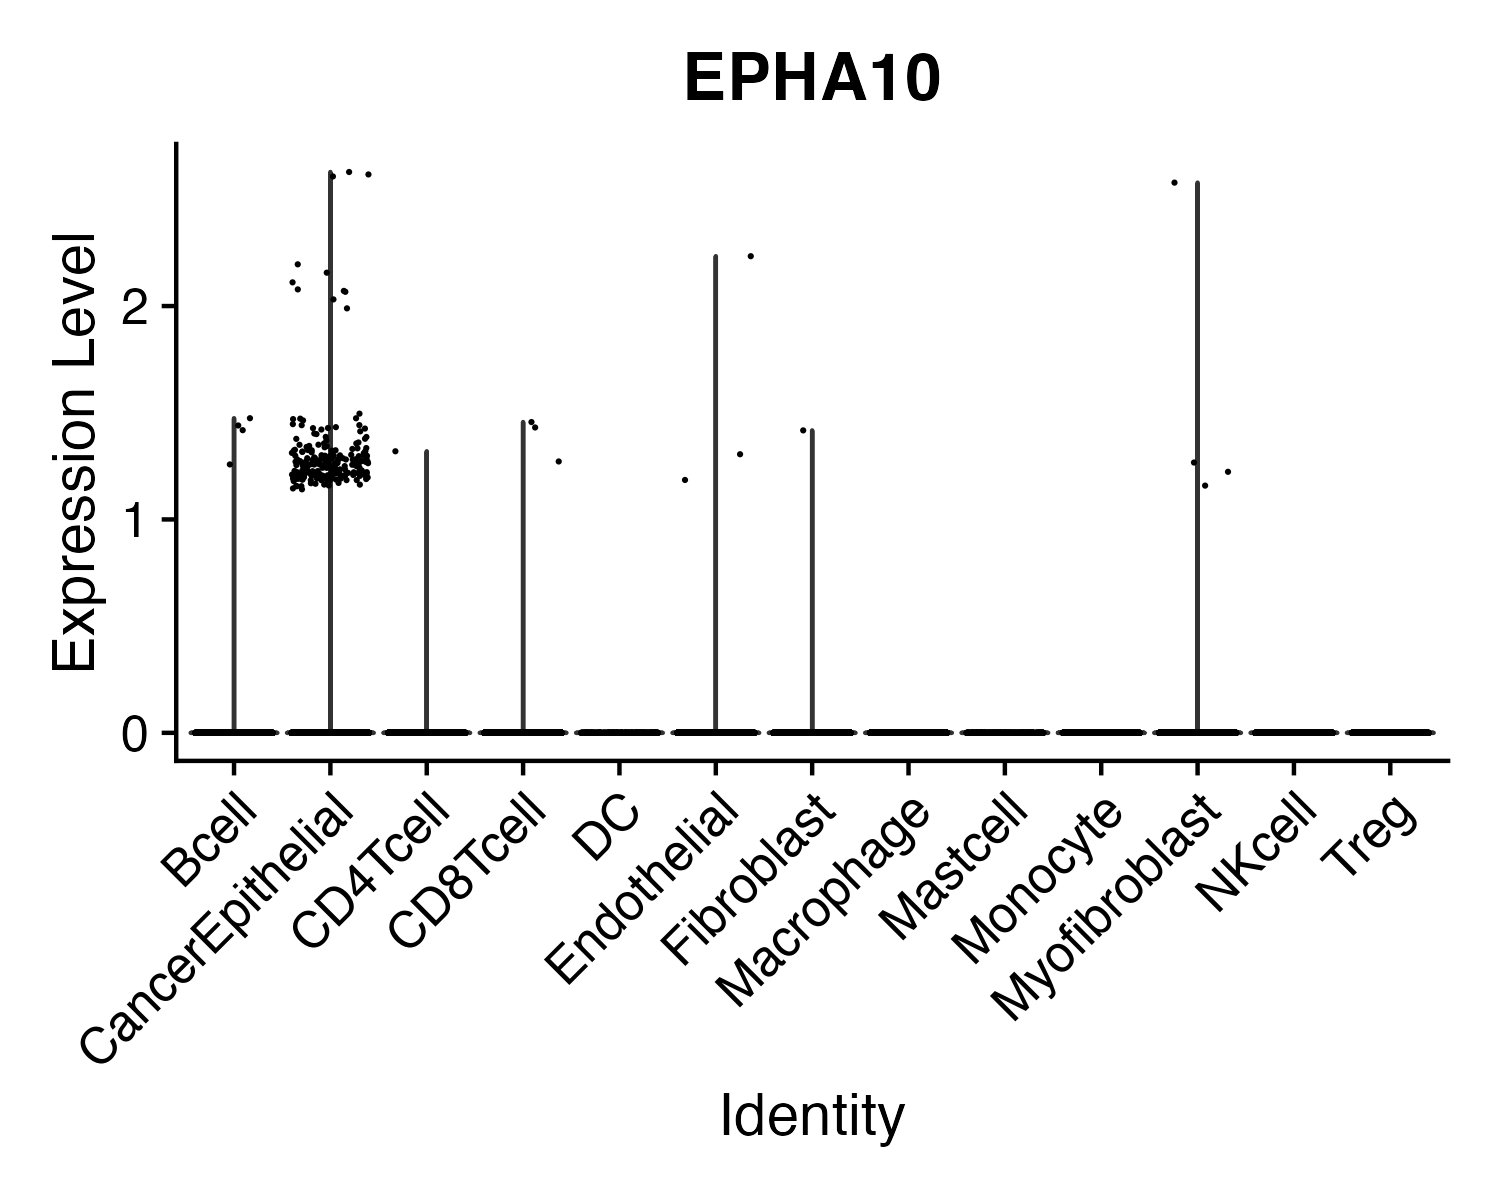 EPHA10
Expression Level
2
1
0
Bcell
CancerEpithelial
CD4Tcell
CD8Tcell
DC
Endothelial
Fibroblast
Macrophage
Mastcell
Monocyte
Myofibroblast
NKcell
Treg
Identity